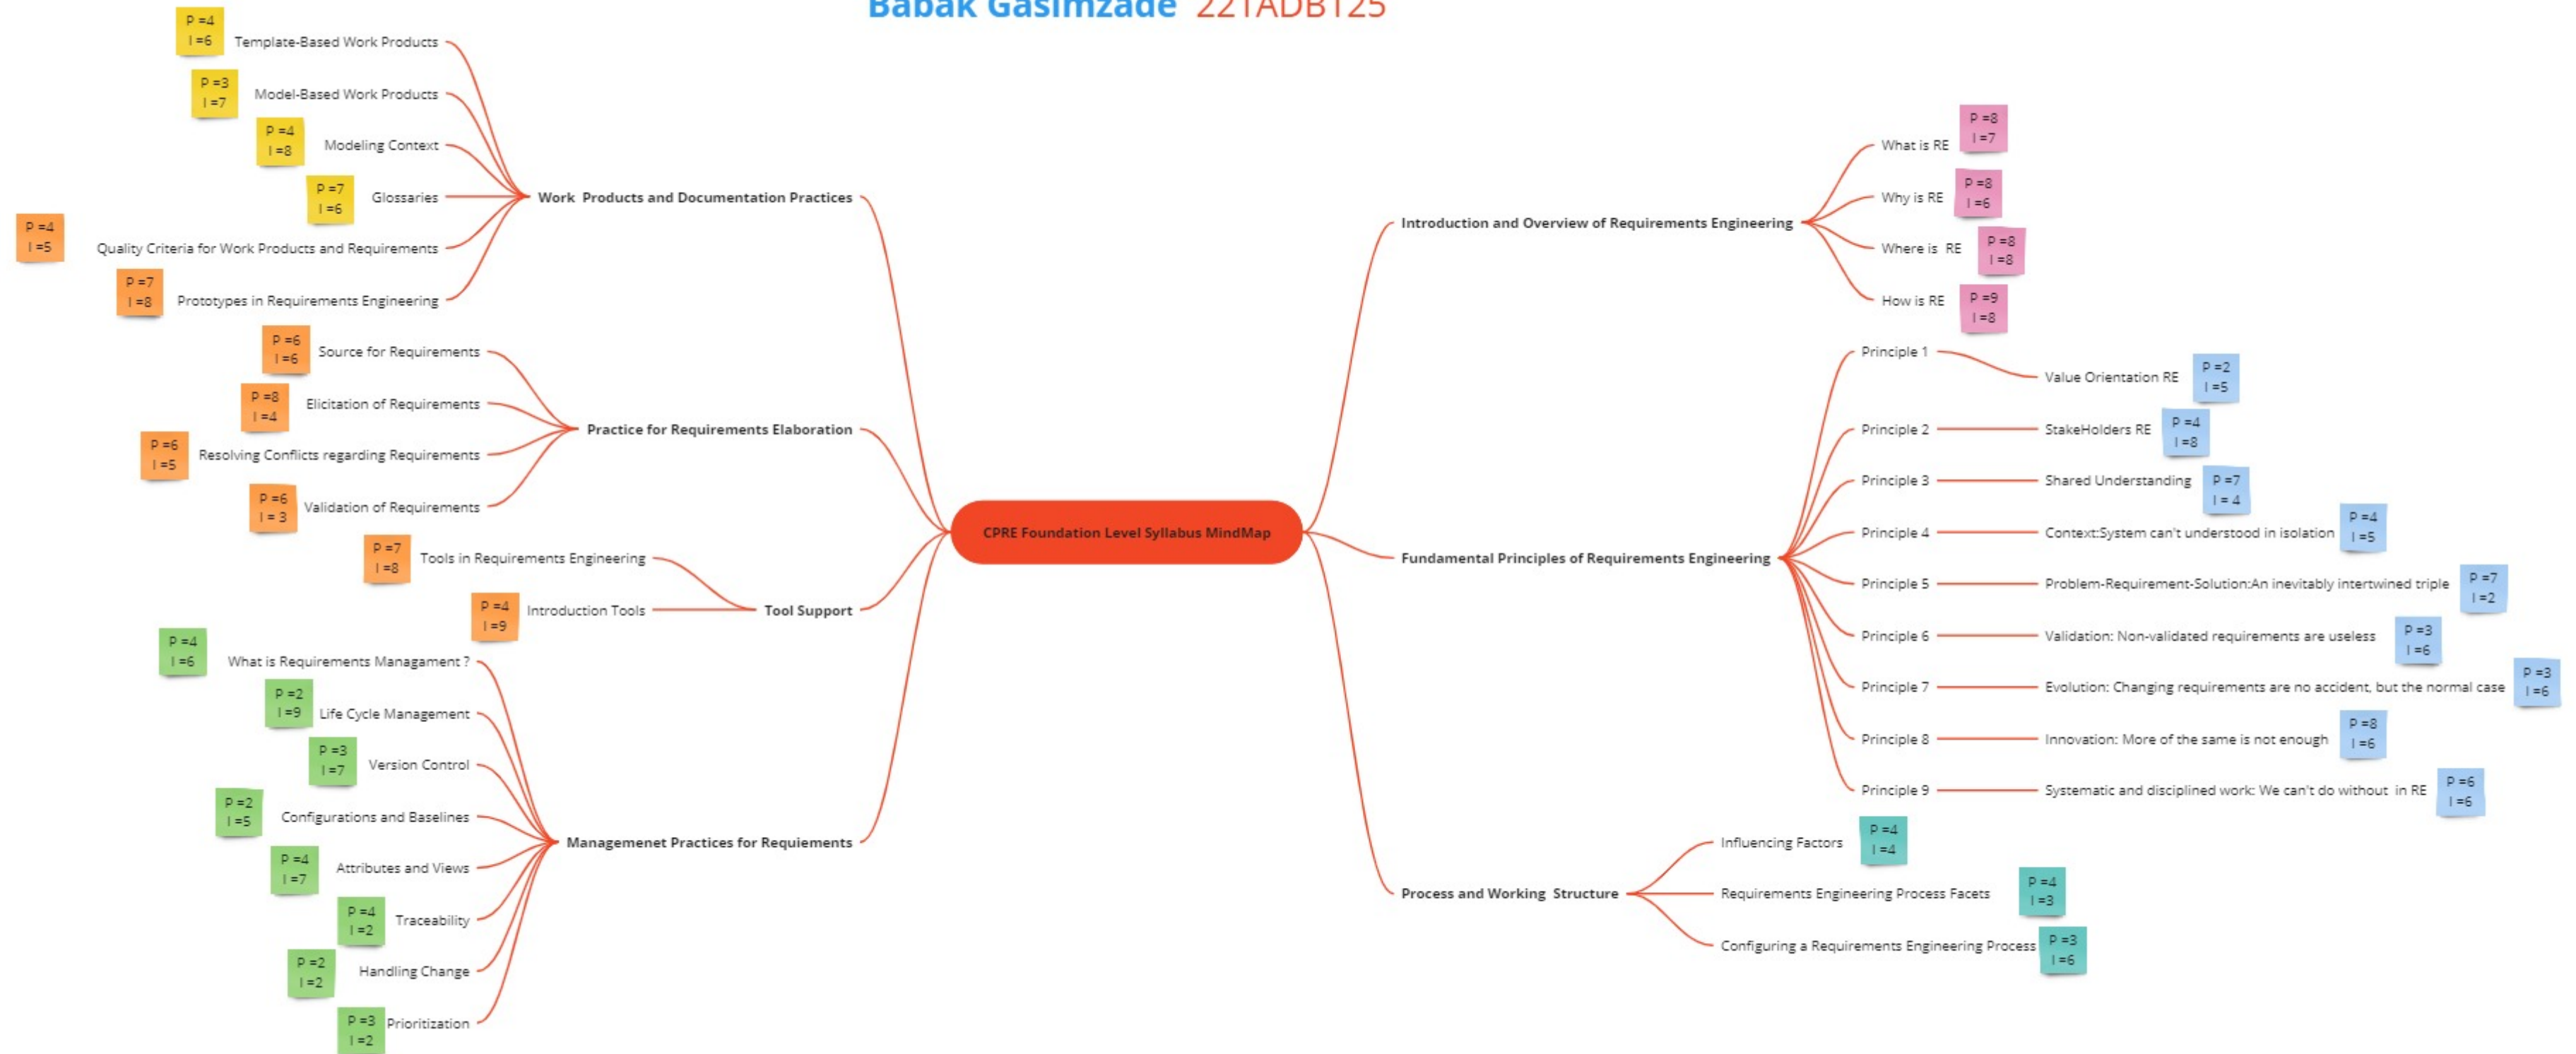 Babak Gasimzade 221ADB125
CPRE Foundation Level Syllabus MindMap
Work Products and Documentation Practices
P =4
I =6
Template-Based Work Products
P =3
I =7
Model-Based Work Products
P =4
I =8
Modeling Context
P =7
I =6
Glossaries
P =4
I =5
Quality Criteria for Work Products and Requirements
P =7
I =8
Prototypes in Requirements Engineering
Practice for Requirements Elaboration
P =6
I =6
Source for Requirements
P =8
I =4
Elicitation of Requirements
P =6
I =5
Resolving Conflicts regarding Requirements
P =6
I = 3
Validation of Requirements
Tool Support
P =7
I =8
Tools in Requirements Engineering
P =4
I =9
Introduction Tools
Managemenet Practices for Requiements
P =4
I =6
What is Requirements Managament ?
P =2
I =9
Life Cycle Management
P =3
I =7
Version Control
P =2
I =5
Configurations and Baselines
P =4
I =7
Attributes and Views
P =4
I =2
Traceability
P =2
I =2
Handling Change
P =3
I =2
Prioritization
Introduction and Overview of Requirements Engineering
What is RE
P =8
I =7
Why is RE
P =8
I =6
Where is RE
P =8
I =8
How is RE
P =9
I =8
Fundamental Principles of Requirements Engineering
Principle 1
Value Orientation RE
P =2
I =5
Principle 2
StakeHolders RE
P =4
I =8
Principle 3
Shared Understanding
P =7
I = 4
Principle 4
Context:System can't understood in isolation
P =4
I =5
Principle 5
Problem-Requirement-Solution:An inevitably intertwined triple
P =7
I =2
Principle 6
Validation: Non-validated requirements are useless
P =3
I =6
Principle 7
Evolution: Changing requirements are no accident, but the normal case
P =3
I =6
Principle 8
Innovation: More of the same is not enough
P =8
I =6
Principle 9
Systematic and disciplined work: We can't do without in RE
P =6
I =6
Process and Working Structure
Influencing Factors
P =4
I =4
Requirements Engineering Process Facets
P =4
I =3
Configuring a Requirements Engineering Process
P =3
I =6